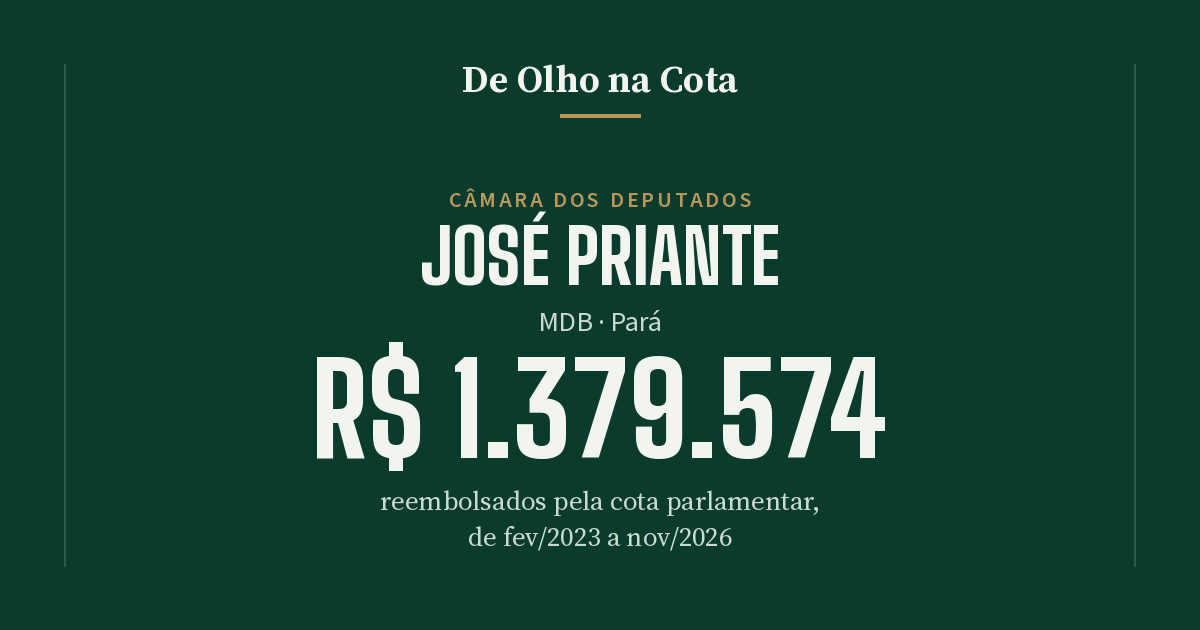 De Olho na Cota
CÂMARA DOS DEPUTADOS
JOSÉ PRIANTE
MDB · Pará
R$ 1.379.574
reembolsados pela cota parlamentar,
de fev/2023 a nov/2026